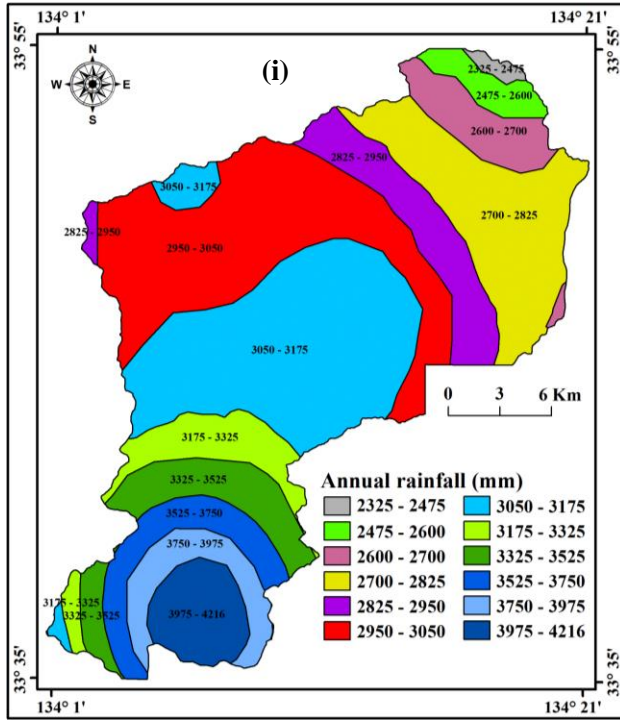 134° 1'
134° 21'
33° 55'
33° 55'
N
W E
S
(i)
2325 - 2475
2475 - 2600
2600 - 2700
2825 - 2950
3050 - 3175
2700 - 2825
2825 - 2950
2950 - 3050
3050 - 3175
0 3 6 Km
3175 - 3325
3325 - 3525
3525 - 3750
3750 - 3975
3175 - 3325
3325 - 3525
3975 - 4216
Annual rainfall (mm)
2325 - 2475
2475 - 2600
2600 - 2700
2700 - 2825
2825 - 2950
2950 - 3050
3050 - 3175
3175 - 3325
3325 - 3525
3525 - 3750
3750 - 3975
3975 - 4216
33° 35'
33° 35'
134° 1'
134° 21'